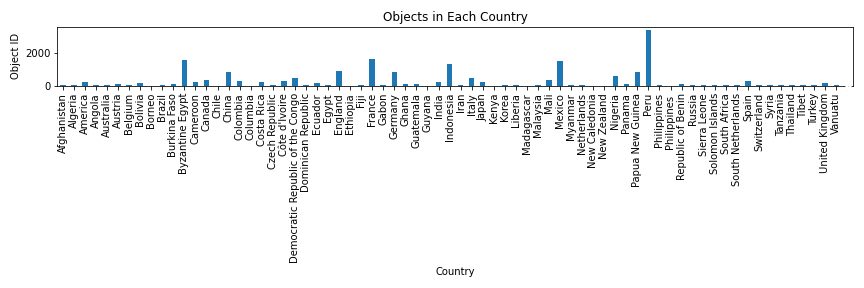 Objects in Each Country
Object ID
2000
0
Afghanistan
Algeria
America
Angola
Australia
Austria
Belgium
Bolivia
Borneo
Brazil
Burkina Faso
Byzantine Egypt
Cameroon
Canada
Chile
China
Colombia
Columbia
Costa Rica
Czech Republic
Côte d'Ivoire
Democratic Republic of the Congo
Dominican Republic
Ecuador
Egypt
England
Ethiopia
Fiji
France
Gabon
Germany
Ghana
Guatemala
Guyana
India
Indonesia
Iran
Italy
Japan
Kenya
Korea
Liberia
Madagascar
Malaysia
Mali
Mexico
Myanmar
Netherlands
New Caledonia
New Zealand
Nigeria
Panama
Papua New Guinea
Peru
Philippines
Philippines
Republic of Benin
Russia
Sierra Leone
Solomon Islands
South Africa
South Netherlands
Spain
Switzerland
Syria
Tanzania
Thailand
Tibet
Turkey
United Kingdom
Vanuatu
Country